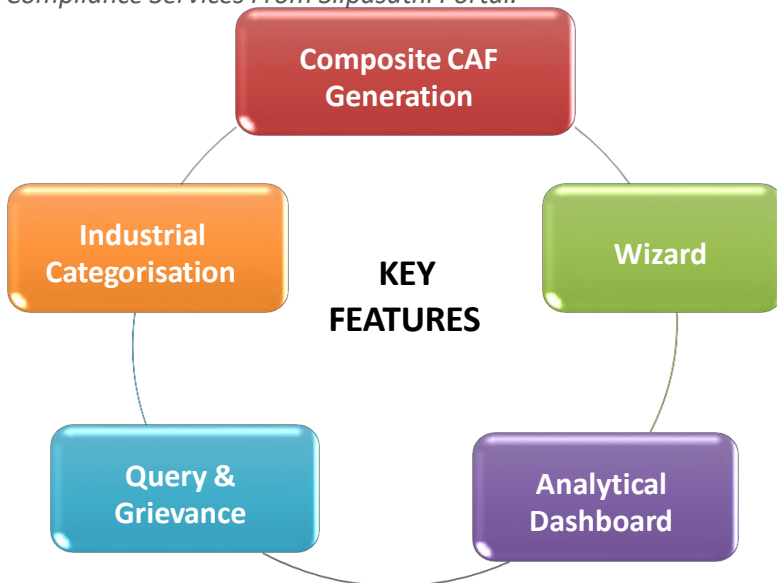 Compliance Services From Silpasathi Portal.
Composite CAF
Generation
Industrial
Categorisation
Wizard
KEY
FEATURES
Query &
Grievance
Analytical
Dashboard